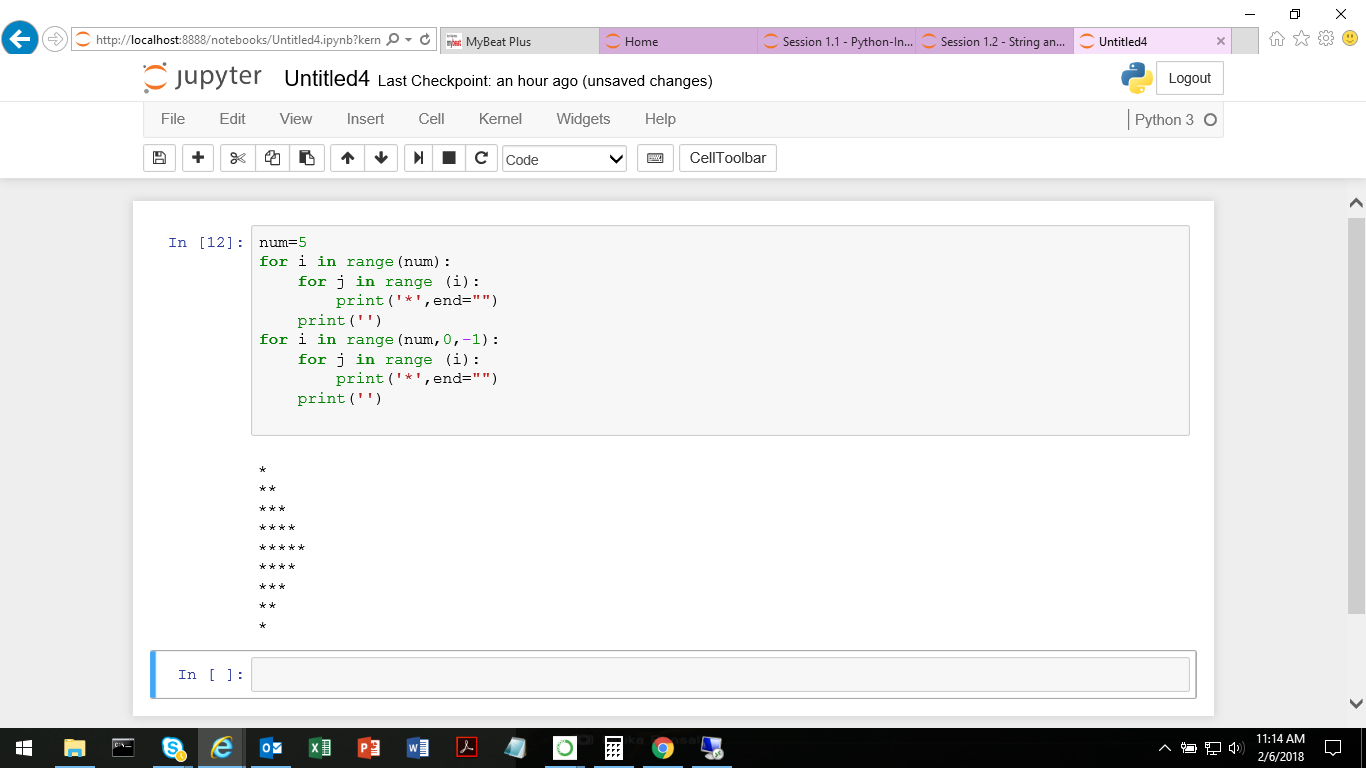 http://localhost:8888/notebooks/Untitled4.ipynb?kern
MyBeat Plus
Home
Session 1.1 - Python-In...
Session 1.2 - String an...
Untitled4
jupyter Untitled4 Last Checkpoint: an hour ago (unsaved changes)
Logout
File Edit View Insert Cell Kernel Widgets Help
Python 3
Code
CellToolbar
In [12]:
num=5
for i in range(num):
    for j in range (i):
        print('*',end="")
    print('')
for i in range(num,0,-1):
    for j in range (i):
        print('*',end="")
    print('')
*
**
***
****
*****
****
***
**
*
In [ ]:
11:14 AM
2/6/2018